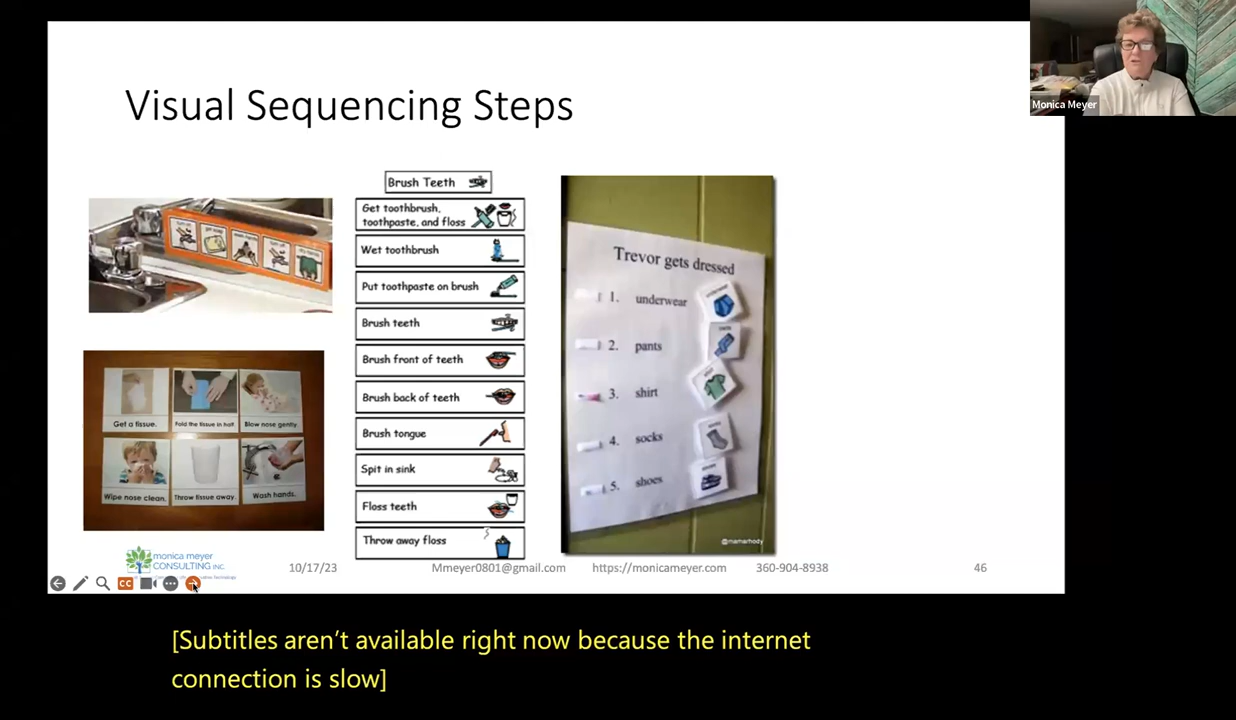 Monica Meyer
Visual Sequencing Steps
Brush Teeth
Get toothbrush,
toothpaste, and floss
Wet toothbrush
Put toothpaste on brush
Brush teeth
Brush front of teeth
Brush back of teeth
Brush tongue
Spit in sink
Floss teeth
Throw away floss
Get a tissue.
Fold the tissue in half.
Blow nose gently.
Wipe nose clean.
Throw tissue away.
Wash hands.
Trevor gets dressed
1. underwear
2. pants
3. shirt
4. socks
5. shoes
@mamarhody
monica meyer
CONSULTING INC.
10/17/23
Mmeyer0801@gmail.com
https://monicameyer.com
360-904-8938
46
CC
[Subtitles aren't available right now because the internet
connection is slow]